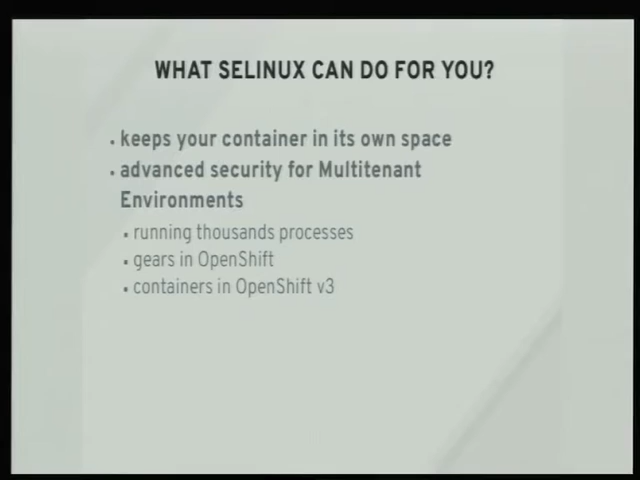 WHAT SELINUX CAN DO FOR YOU?
• keeps your container in its own space
• advanced security for Multitenant
Environments
• running thousands processes
• gears in OpenShift
• containers in OpenShift v3